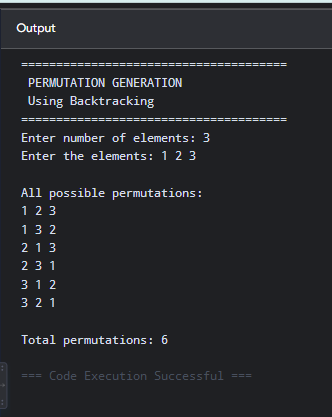 Output
======================================
PERMUTATION GENERATION
Using Backtracking
======================================
Enter number of elements: 3
Enter the elements: 1 2 3
All possible permutations:
1 2 3
1 3 2
2 1 3
2 3 1
3 1 2
3 2 1
Total permutations: 6
=== Code Execution Successful ===